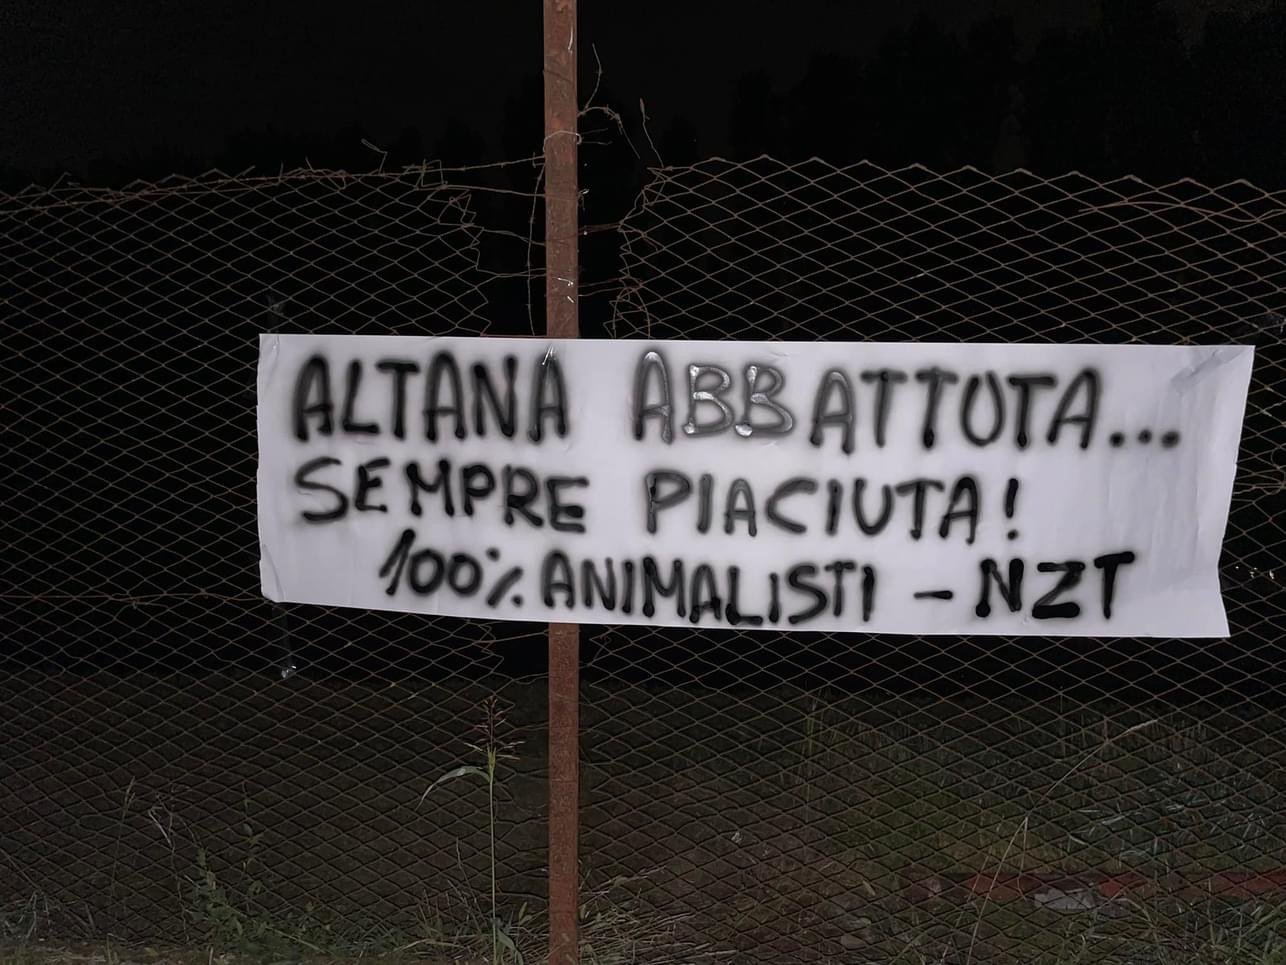 ALTANA ABBATTUTA...
SEMPRE PIACIUTA!
100% ANIMALISTI - NZT